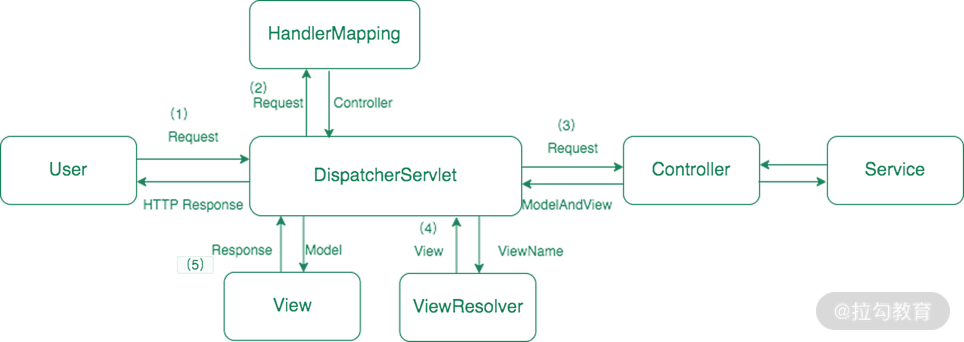 HandlerMapping
(2)
Request
Controller
(1)
Request
(3)
Request
User
DispatcherServlet
Controller
Service
HTTP Response
ModelAndView
(4)
Response
Model
View
ViewName
(5)
View
ViewResolver
@拉勾教育